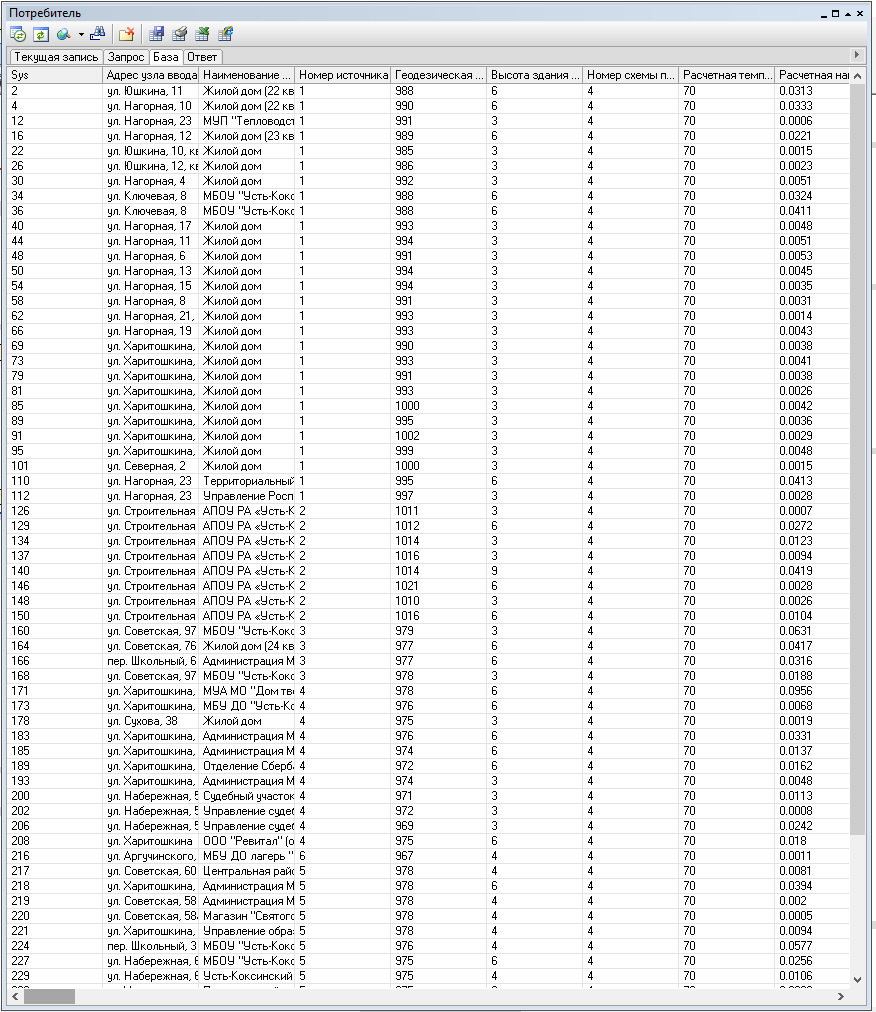 Потребитель
Текущая запись Запрос База Ответ
Sys Адрес узла ввода Наименование ... Номер источника Геодезическая ... Высота здания ... Номер схемы п... Расчетная темп... Расчетная наг
2 ул. Юшкина, 11 Жилой дом (22 кв 1 988 6 4 70 0.0313
4 ул. Нагорная, 10 Жилой дом (22 кв 1 990 6 4 70 0.0333
12 ул. Нагорная, 23 МУП "Тепловодст 1 991 3 4 70 0.0006
16 ул. Нагорная, 12 Жилой дом (23 кв 1 989 6 4 70 0.0221
22 ул. Юшкина, 10, кв Жилой дом 1 985 3 4 70 0.0015
26 ул. Юшкина, 12, кв Жилой дом 1 986 3 4 70 0.0023
30 ул. Нагорная, 4 Жилой дом 1 992 3 4 70 0.0051
34 ул. Ключевая, 8 МБОУ "Усть-Кокс 1 988 6 4 70 0.0324
36 ул. Ключевая, 8 МБОУ "Усть-Кокс 1 988 6 4 70 0.0411
40 ул. Нагорная, 17 Жилой дом 1 993 3 4 70 0.0048
44 ул. Нагорная, 11 Жилой дом 1 994 3 4 70 0.0051
48 ул. Нагорная, 6 Жилой дом 1 991 3 4 70 0.0053
50 ул. Нагорная, 13 Жилой дом 1 994 3 4 70 0.0045
54 ул. Нагорная, 15 Жилой дом 1 994 3 4 70 0.0035
58 ул. Нагорная, 8 Жилой дом 1 991 3 4 70 0.0031
62 ул. Нагорная, 21, Жилой дом 1 993 3 4 70 0.0014
66 ул. Нагорная, 19 Жилой дом 1 993 3 4 70 0.0043
69 ул. Харитошкина, Жилой дом 1 990 3 4 70 0.0038
73 ул. Харитошкина, Жилой дом 1 993 3 4 70 0.0041
79 ул. Харитошкина, Жилой дом 1 991 3 4 70 0.0038
81 ул. Харитошкина, Жилой дом 1 993 3 4 70 0.0026
85 ул. Харитошкина, Жилой дом 1 1000 3 4 70 0.0042
89 ул. Харитошкина, Жилой дом 1 995 3 4 70 0.0036
91 ул. Харитошкина, Жилой дом 1 1002 3 4 70 0.0029
95 ул. Харитошкина, Жилой дом 1 999 3 4 70 0.0048
101 ул. Северная, 2 Жилой дом 1 1000 3 4 70 0.0015
110 ул. Нагорная, 23 Территориальный 1 995 6 4 70 0.0413
112 ул. Нагорная, 23 Управление Росп 1 997 3 4 70 0.0028
126 ул. Строительная АПОУ РА «Усть-К 2 1011 3 4 70 0.0007
129 ул. Строительная АПОУ РА «Усть-К 2 1012 6 4 70 0.0272
134 ул. Строительная АПОУ РА «Усть-К 2 1014 3 4 70 0.0123
137 ул. Строительная АПОУ РА «Усть-К 2 1016 3 4 70 0.0094
140 ул. Строительная АПОУ РА «Усть-К 2 1014 9 4 70 0.0419
146 ул. Строительная АПОУ РА «Усть-К 2 1021 6 4 70 0.0028
148 ул. Строительная АПОУ РА «Усть-К 2 1010 3 4 70 0.0026
150 ул. Строительная АПОУ РА «Усть-К 2 1016 6 4 70 0.0104
160 ул. Советская, 97 МБОУ "Усть-Кокс 3 979 3 4 70 0.0631
164 ул. Советская, 76 Жилой дом (24 кв 3 977 6 4 70 0.0417
166 пер. Школьный, 6 Администрация М 3 977 6 4 70 0.0316
168 ул. Советская, 97 МБОУ "Усть-Кокс 3 978 3 4 70 0.0188
171 ул. Харитошкина, МУА МО "Дом тво 4 978 6 4 70 0.0956
173 ул. Харитошкина, МБУ ДО "Усть-Ко 4 976 6 4 70 0.0068
178 ул. Сухова, 38 Жилой дом 4 975 3 4 70 0.0019
183 ул. Харитошкина, Администрация М 4 976 6 4 70 0.0331
185 ул. Харитошкина, Администрация М 4 974 6 4 70 0.0137
189 ул. Харитошкина, Отделение Сберб 4 972 6 4 70 0.0162
193 ул. Харитошкина, Администрация М 4 974 3 4 70 0.0048
200 ул. Набережная, 5 Судебный участок 4 971 3 4 70 0.0113
202 ул. Набережная, 5 Управление судеб 4 972 3 4 70 0.0008
206 ул. Набережная, 5 Управление судеб 4 969 3 4 70 0.0242
208 ул. Харитошкина ООО "Ревитал" (о 4 975 6 4 70 0.018
216 ул. Аргучинского, МБУ ДО лагерь " 6 967 4 4 70 0.0011
217 ул. Советская, 60 Центральная райо 5 978 4 4 70 0.0081
218 ул. Харитошкина, Администрация М 5 978 6 4 70 0.0394
219 ул. Советская, 58 Администрация М 5 978 4 4 70 0.002
220 ул. Советская, 58а Магазин "Святого 5 978 4 4 70 0.0005
221 ул. Харитошкина, Управление образ 5 978 4 4 70 0.0094
224 пер. Школьный, 3 МБОУ "Усть-Кокс 5 976 4 4 70 0.0577
227 ул. Набережная, 6 МБОУ "Усть-Кокс 5 975 6 4 70 0.0256
229 ул. Набережная, 6 Усть-Коксинский 5 975 4 4 70 0.0106